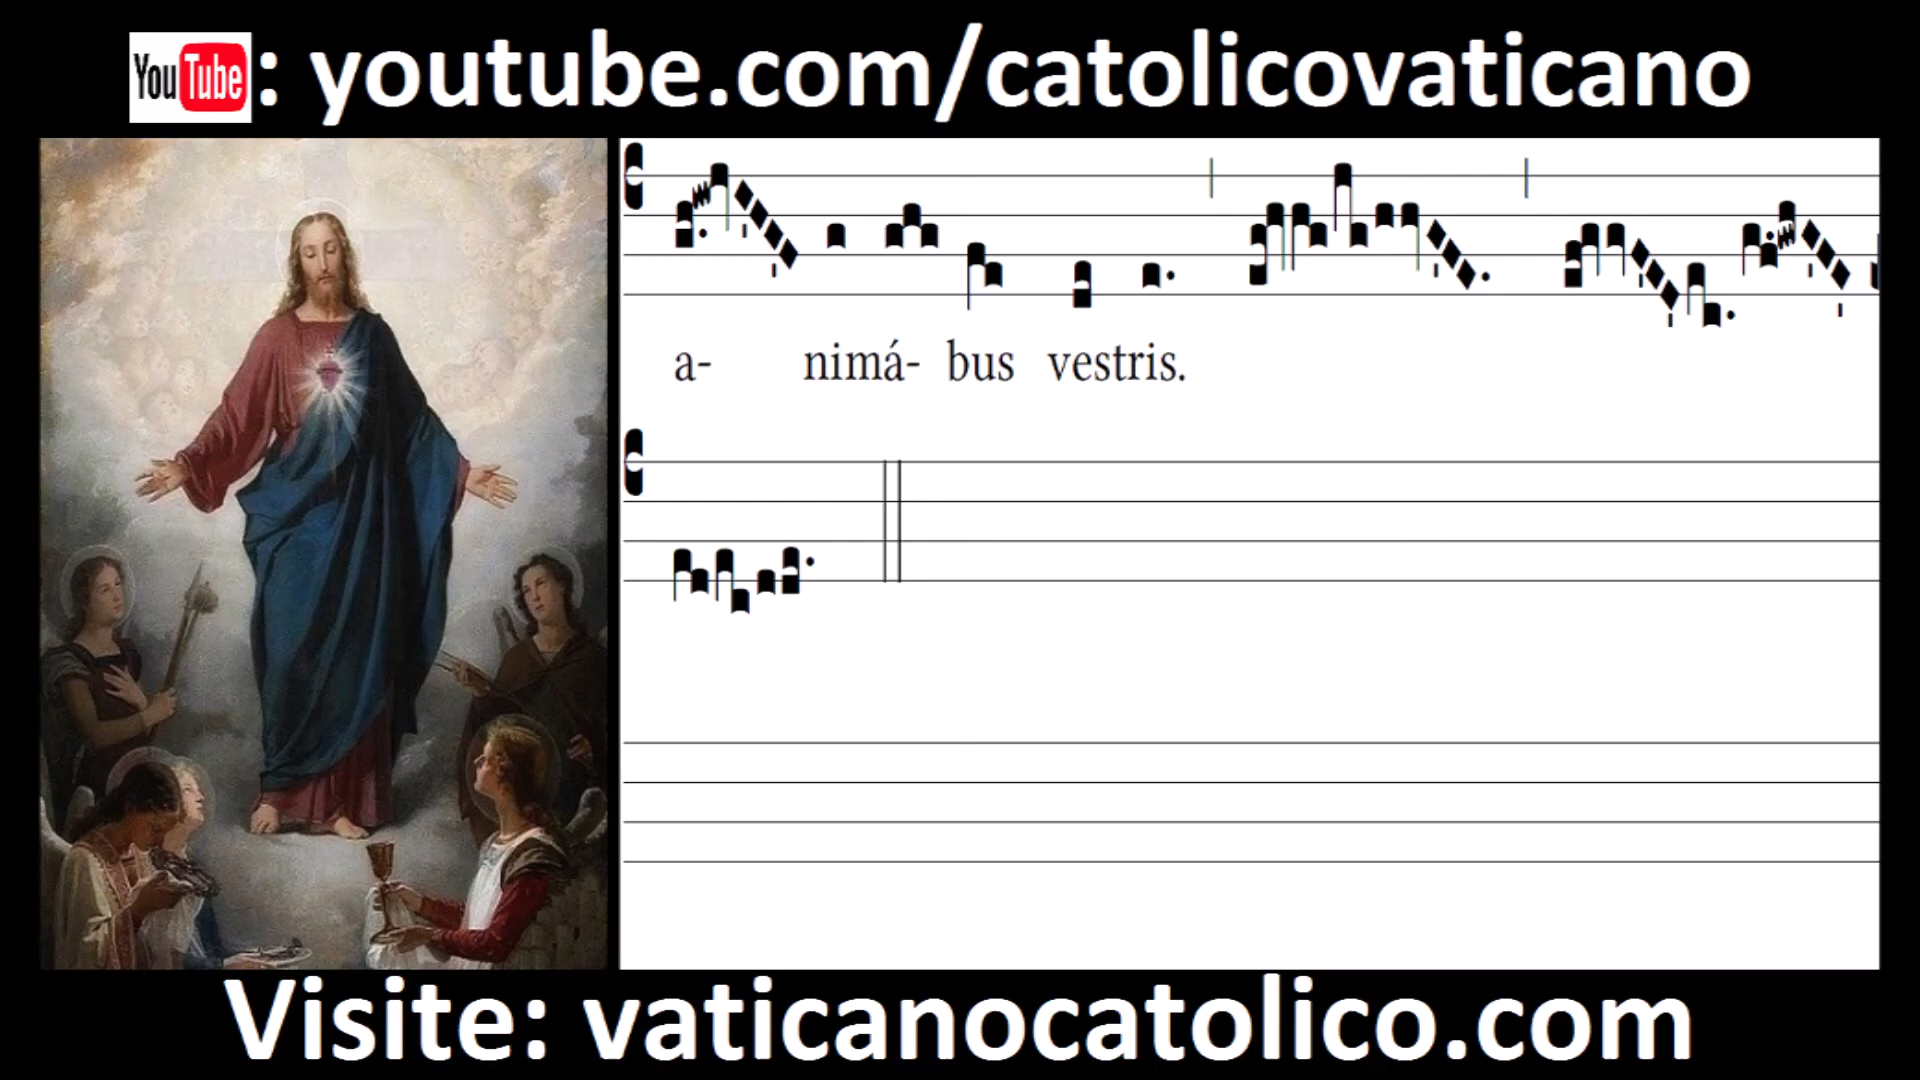 YouTube : youtube.com/catolicovaticano
a- nimá- bus vestris.
Visite: vaticanocatolico.com